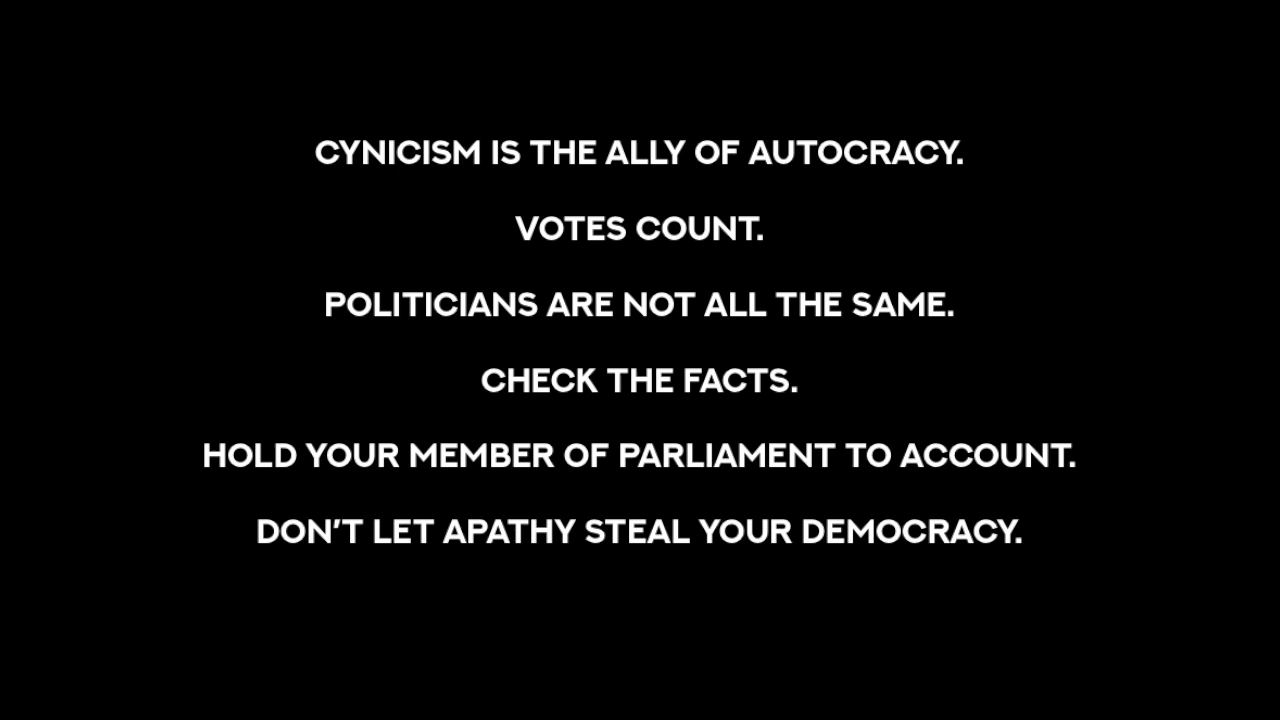 CYNICISM IS THE ALLY OF AUTOCRACY.
VOTES COUNT.
POLITICIANS ARE NOT ALL THE SAME.
CHECK THE FACTS.
HOLD YOUR MEMBER OF PARLIAMENT TO ACCOUNT.
DON'T LET APATHY STEAL YOUR DEMOCRACY.